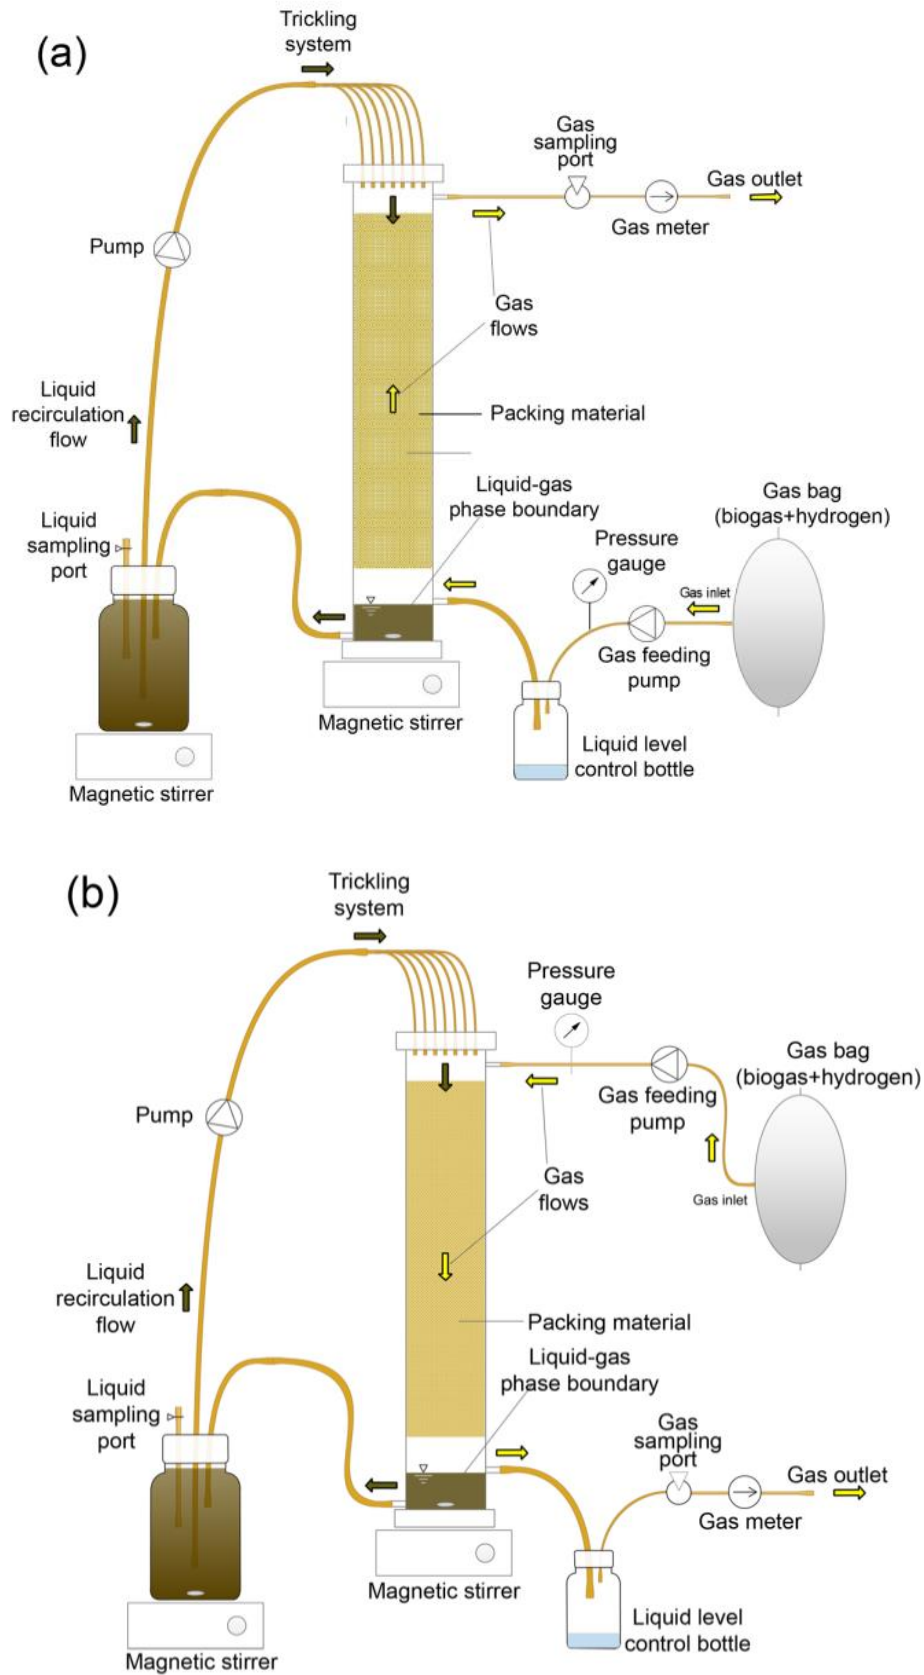 (a)
Trickling
system
Gas
sampling
port
Gas outlet
Gas meter
Pump
Gas
flows
Liquid
recirculation
flow
Packing material
Liquid-gas
phase boundary
Gas bag
(biogas+hydrogen)
Liquid
sampling
port
Pressure
gauge
Gas inlet
Gas feeding
pump
Magnetic stirrer
Liquid level
control bottle
Magnetic stirrer
(b)
Trickling
system
Pressure
gauge
Gas bag
(biogas+hydrogen)
Gas feeding
pump
Pump
Gas
flows
Gas inlet
Liquid
recirculation
flow
Packing material
Liquid-gas
phase boundary
Liquid
sampling
port
Gas
sampling
port
Gas outlet
Gas meter
Magnetic stirrer
Liquid level
control bottle
Magnetic stirrer